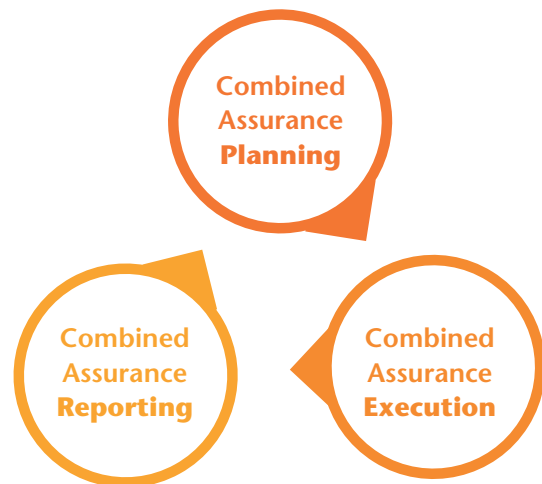 Combined
Assurance
Planning
Combined
Assurance
Reporting
Combined
Assurance
Execution